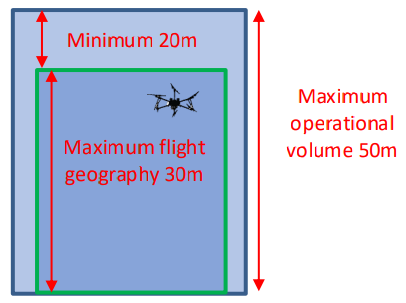 Minimum 20m
Maximum flight
geography 30m
Maximum
operational
volume 50m